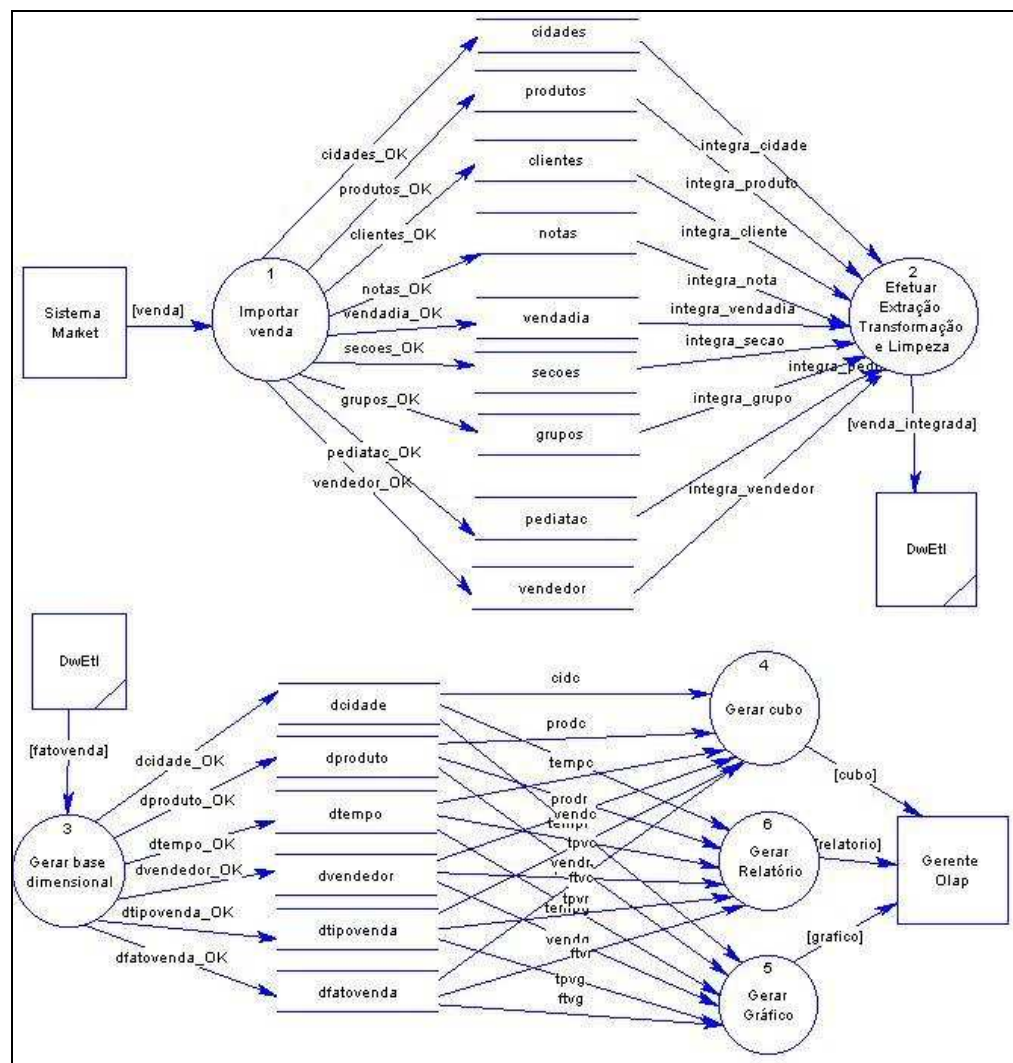 cidades
produtos
clientes
notas
vendadia
secoes
grupos
pediatac
vendedor
cidades_OK
produtos_OK
clientes_OK
notas_OK
vendadia_OK
secoes_OK
grupos_OK
pediatac_OK
vendedor_OK
Sistema
Market
[venda]
1
Importar
venda
integra_cidade
integra_produto
integra_cliente
integra_nota
integra_vendadia
integra_secao
integra_grupo
integra_vendedor
2
Efetuar
Extração
Transformação
e Limpeza
[venda_integrada]
DwEtl
DwEtl
[fatovenda]
3
Gerar base
dimensional
dcidade_OK
dproduto_OK
dtempo_OK
dvendedor_OK
dtipovenda_OK
dfatovenda_OK
dcidade
dproduto
dtempo
dvendedor
dtipovenda
dfatovenda
cidc
prodc
tempc
prodr
vendc
tpvc
vendr
ftvc
tpvr
ftvr
tpvg
ftvg
4
Gerar cubo
6
Gerar
Relatório
5
Gerar
Gráfico
[cubo]
[relatorio]
[grafico]
Gerente
Olap